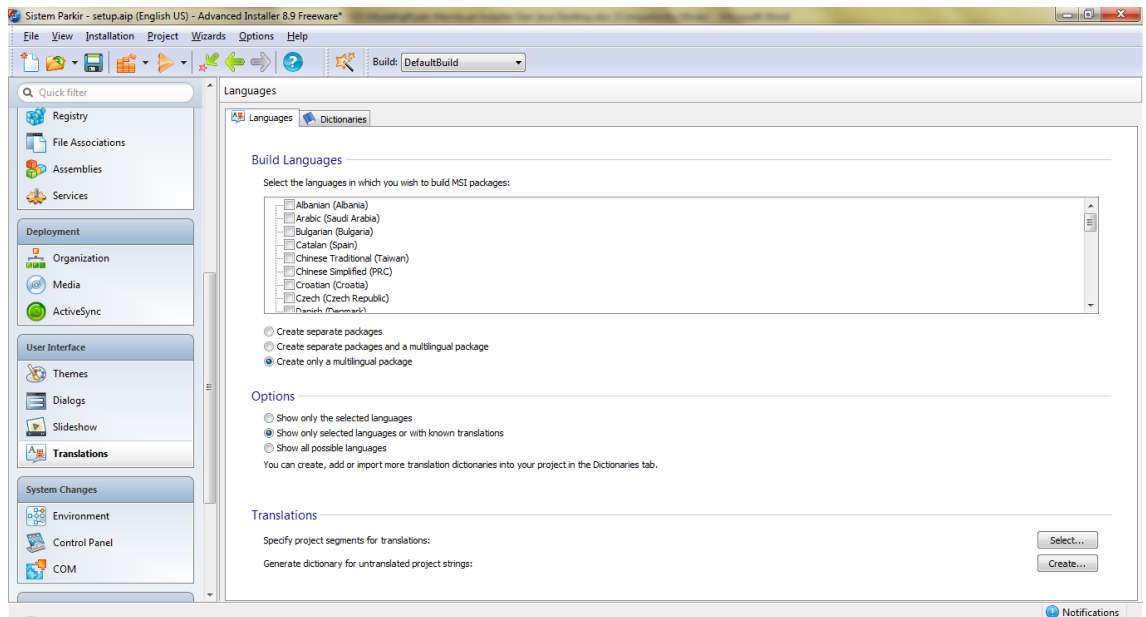 Sistem Parkir - setup.aip (English US) - Advanced Installer 8.9 Freeware*
File View Installation Project Wizards Options Help
Build: DefaultBuild
Quick filter
Registry
File Associations
Assemblies
Services
Deployment
Organization
Media
ActiveSync
User Interface
Themes
Dialogs
Slideshow
Translations
System Changes
Environment
Control Panel
COM
Languages
Languages Dictionaries
Build Languages
Select the languages in which you wish to build MSI packages:
Albanian (Albania)
Arabic (Saudi Arabia)
Bulgarian (Bulgaria)
Catalan (Spain)
Chinese Traditional (Taiwan)
Chinese Simplified (PRC)
Croatian (Croatia)
Czech (Czech Republic)
Danish (Denmark)
Create separate packages
Create separate packages and a multilingual package
Create only a multilingual package
Options
Show only the selected languages
Show only selected languages or with known translations
Show all possible languages
You can create, add or import more translation dictionaries into your project in the Dictionaries tab.
Translations
Specify project segments for translations:
Select...
Generate dictionary for untranslated project strings:
Create...
Notifications